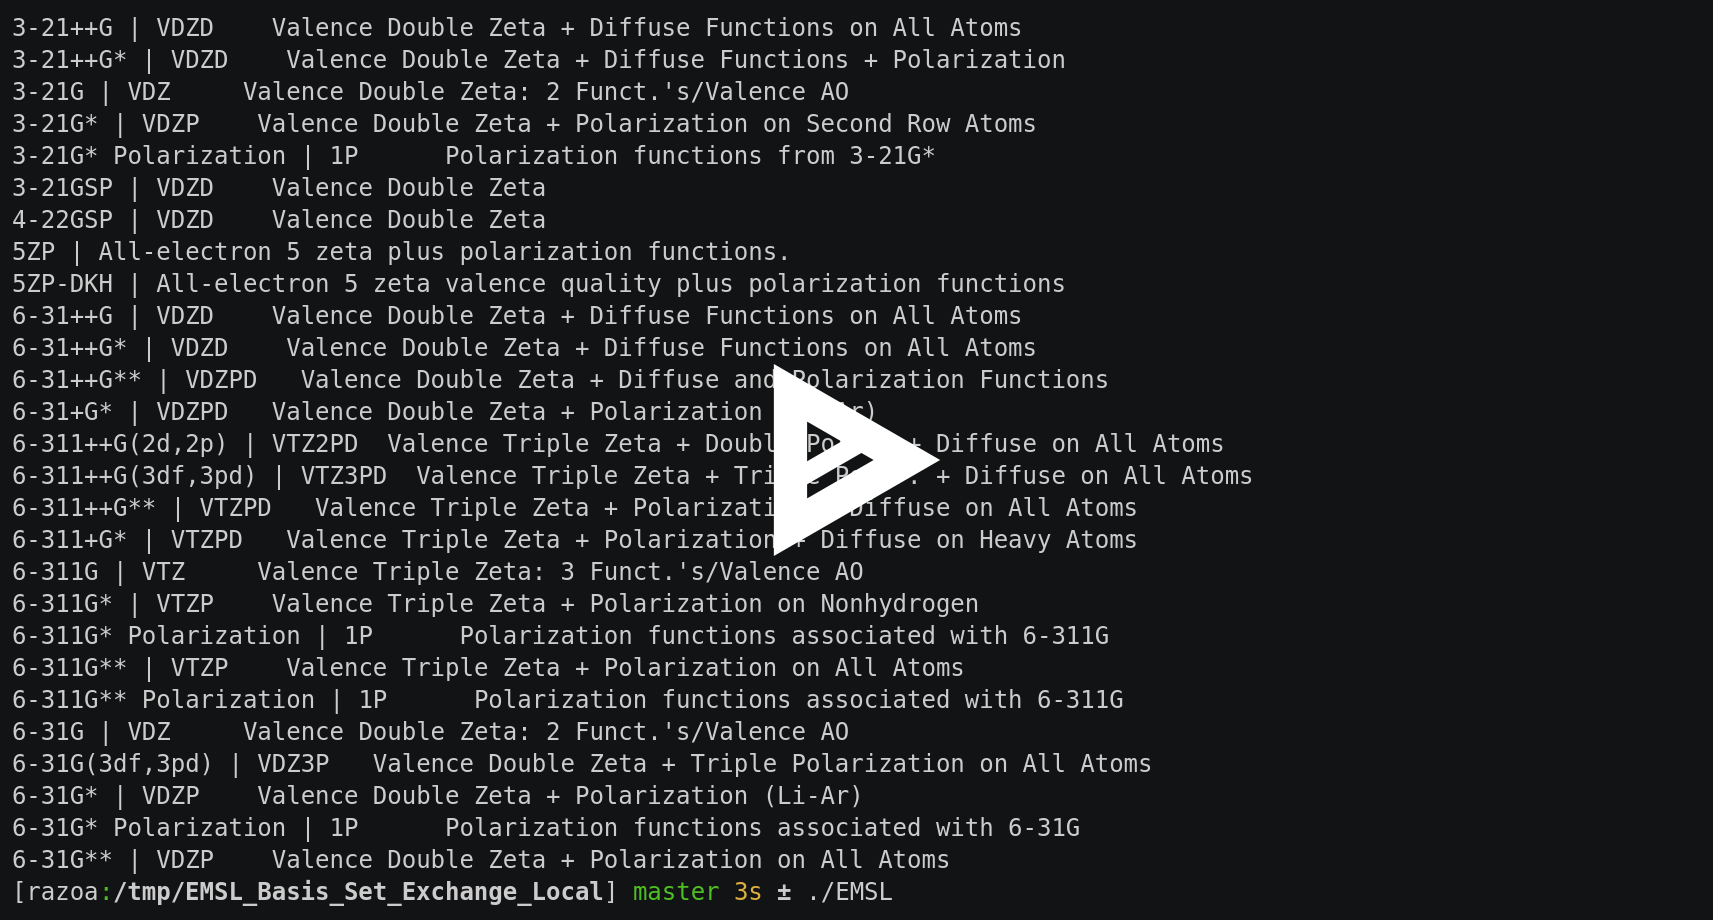 3-21++G | VDZD    Valence Double Zeta + Diffuse Functions on All Atoms
3-21++G* | VDZD    Valence Double Zeta + Diffuse Functions + Polarization
3-21G | VDZ     Valence Double Zeta: 2 Funct.'s/Valence AO
3-21G* | VDZP    Valence Double Zeta + Polarization on Second Row Atoms
3-21G* Polarization | 1P      Polarization functions from 3-21G*
3-21GSP | VDZD    Valence Double Zeta
4-22GSP | VDZD    Valence Double Zeta
5ZP | All-electron 5 zeta plus polarization functions.
5ZP-DKH | All-electron 5 zeta valence quality plus polarization functions
6-31++G | VDZD    Valence Double Zeta + Diffuse Functions on All Atoms
6-31++G* | VDZD    Valence Double Zeta + Diffuse Functions on All Atoms
6-31++G** | VDZPD   Valence Double Zeta + Diffuse and Polarization Functions
6-31+G* | VDZPD   Valence Double Zeta + Polarization
6-311++G(2d,2p) | VTZ2PD  Valence Triple Zeta + Double + Diffuse on All Atoms
6-311++G(3df,3pd) | VTZ3PD  Valence Triple Zeta + + Diffuse on All Atoms
6-311++G** | VTZPD   Valence Triple Zeta + Polarization Diffuse on All Atoms
6-311+G* | VTZPD   Valence Triple Zeta + Polarization + Diffuse on Heavy Atoms
6-311G | VTZ     Valence Triple Zeta: 3 Funct.'s/Valence AO
6-311G* | VTZP    Valence Triple Zeta + Polarization on Nonhydrogen
6-311G* Polarization | 1P      Polarization functions associated with 6-311G
6-311G** | VTZP    Valence Triple Zeta + Polarization on All Atoms
6-311G** Polarization | 1P      Polarization functions associated with 6-311G
6-31G | VDZ     Valence Double Zeta: 2 Funct.'s/Valence AO
6-31G(3df,3pd) | VDZ3P   Valence Double Zeta + Triple Polarization on All Atoms
6-31G* | VDZP    Valence Double Zeta + Polarization (Li-Ar)
6-31G* Polarization | 1P      Polarization functions associated with 6-31G
6-31G** | VDZP    Valence Double Zeta + Polarization on All Atoms
[razoa:/tmp/EMSL_Basis_Set_Exchange_Local] master 3s ± ./EMSL